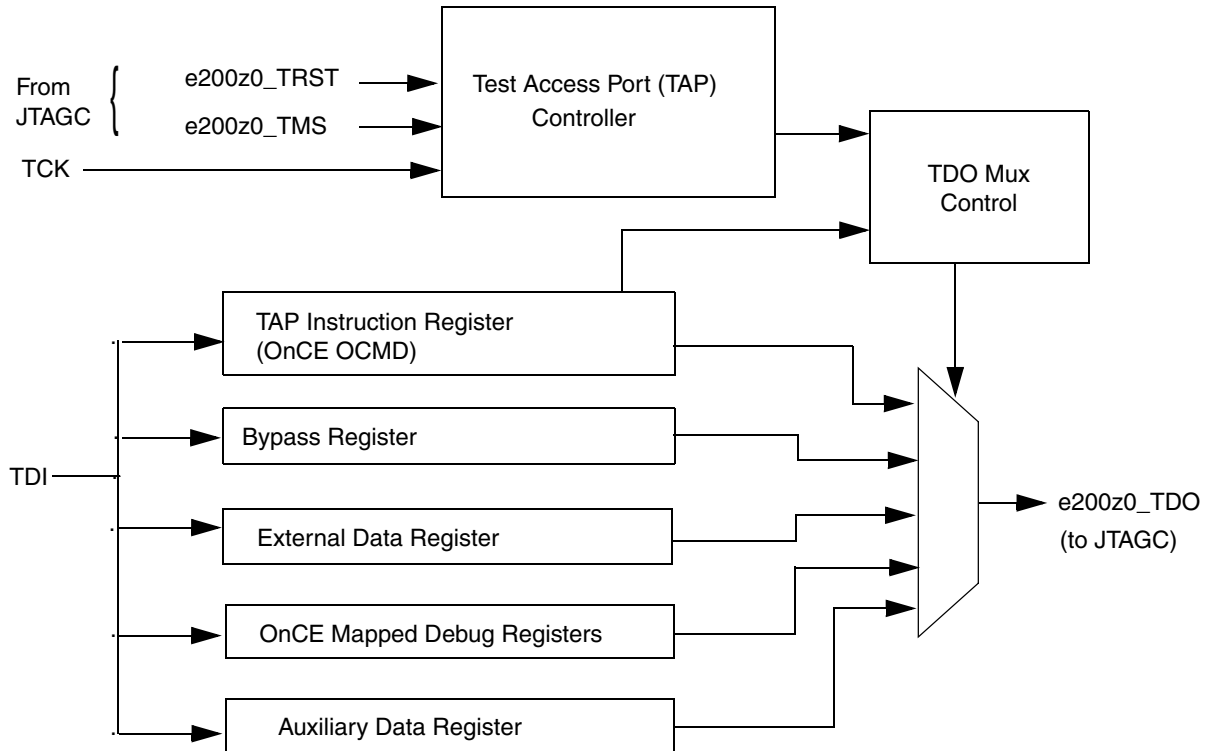 From
JTAGC
{
e200z0_TRST
e200z0_TMS
TCK
Test Access Port (TAP)
Controller
TDO Mux
Control
TAP Instruction Register
(OnCE OCMD)
Bypass Register
TDI
External Data Register
OnCE Mapped Debug Registers
Auxiliary Data Register
e200z0_TDO
(to JTAGC)